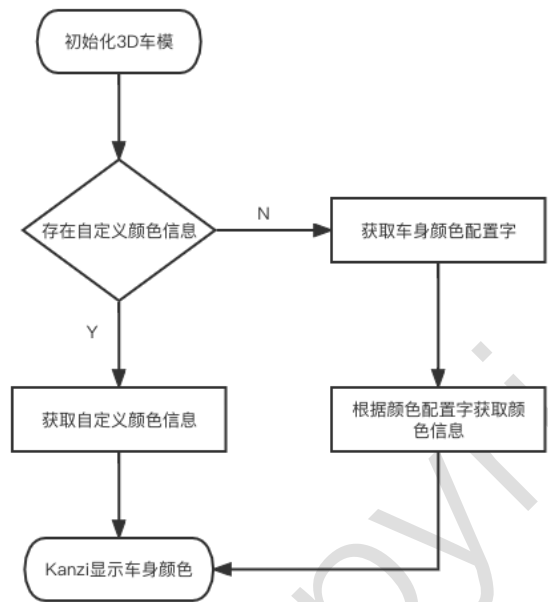 初始化3D车模
存在自定义颜色信息
N
获取车身颜色配置字
Y
获取自定义颜色信息
根据颜色配置字获取颜
色信息
Kanzi显示车身颜色